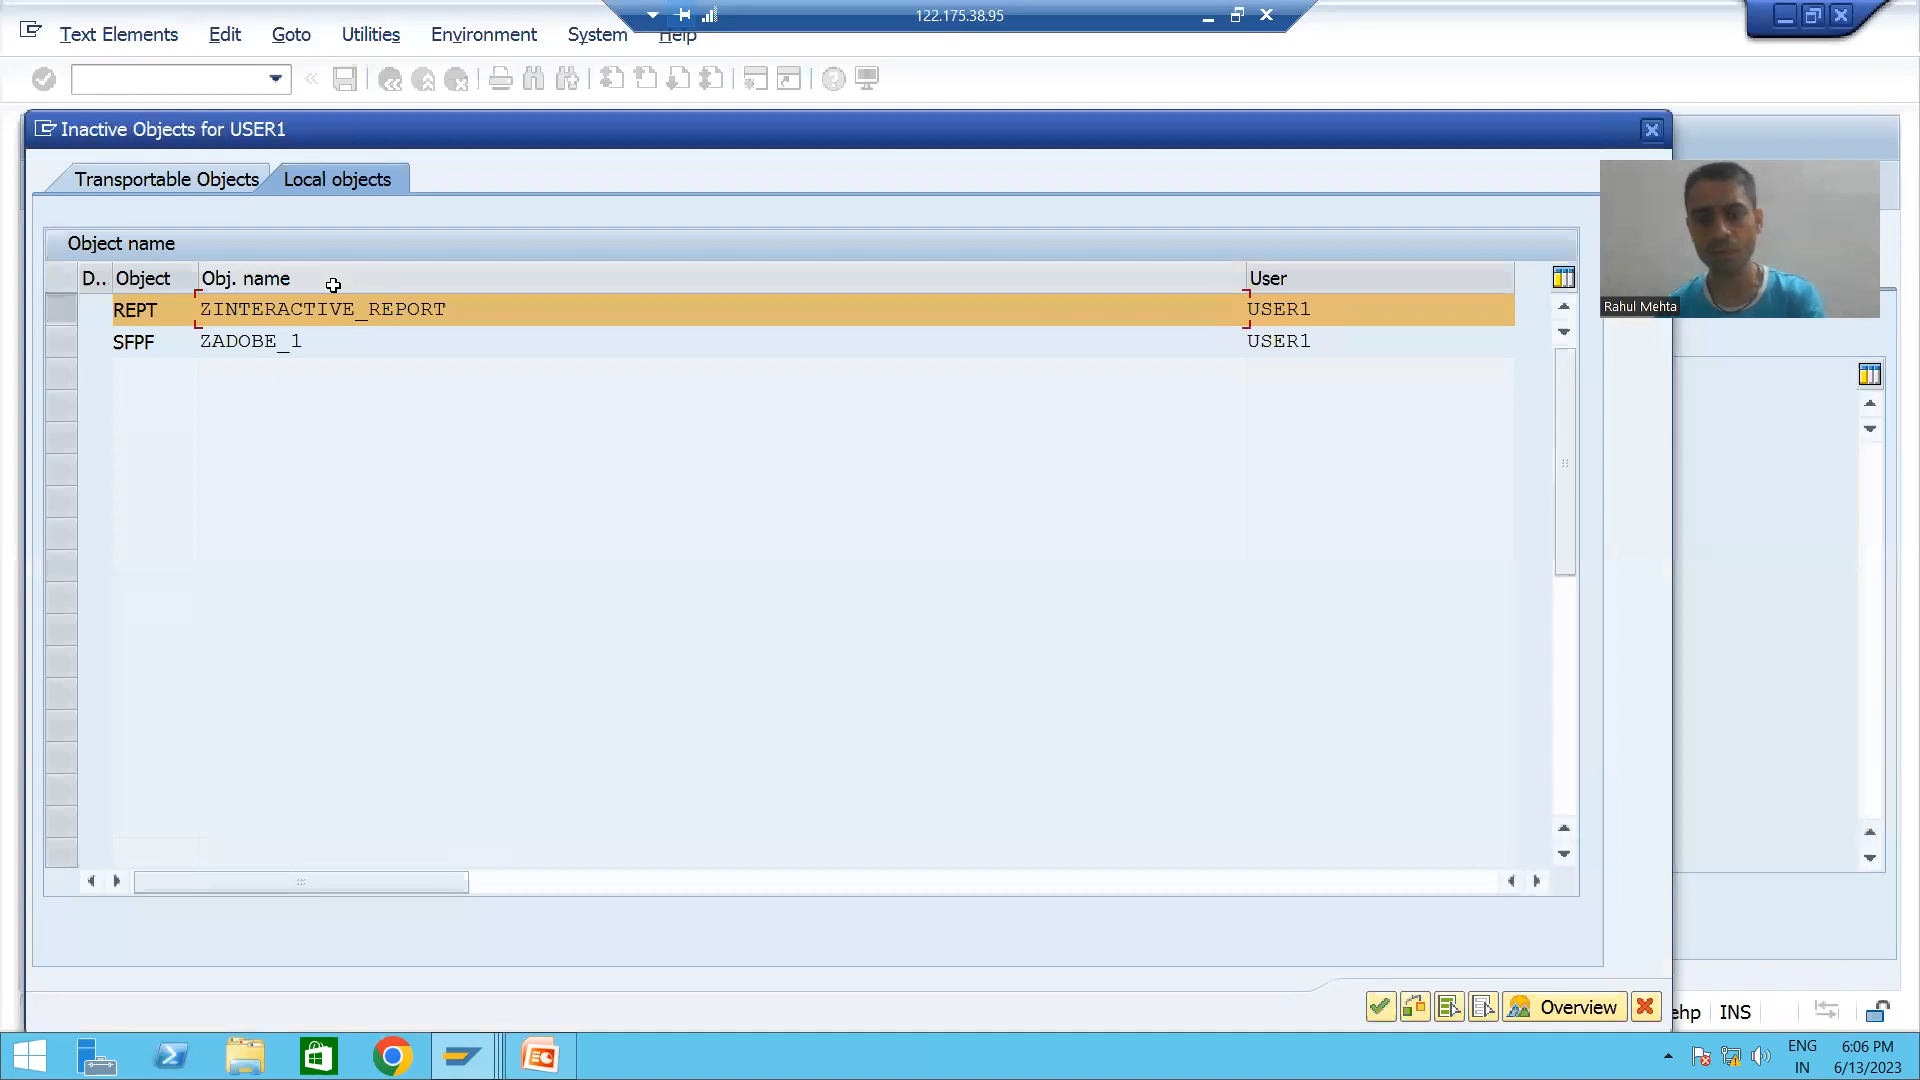 122.175.38.95
Text Elements Edit Goto Utilities Environment System Help
Inactive Objects for USER1
Transportable Objects Local objects
Object name
D.. Object Obj. name User
REPT ZINTERACTIVE_REPORT USER1
SFPF ZADOBE_1 USER1
Rahul Mehta
Overview
ehp INS
ENG 6:06 PM
IN 6/13/2023